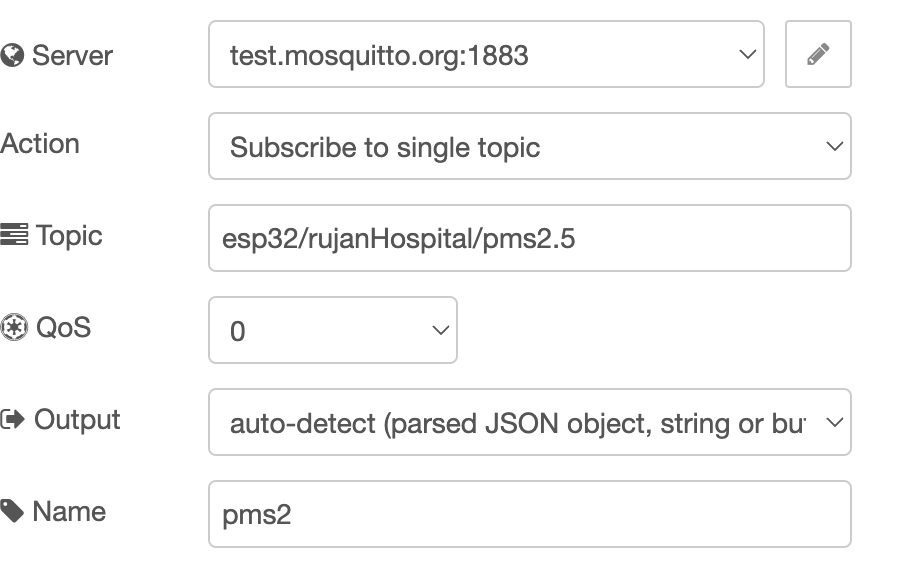 Server test.mosquitto.org:1883
Action Subscribe to single topic
Topic esp32/rujanHospital/pms2.5
QoS 0
Output auto-detect (parsed JSON object, string or bu
Name pms2